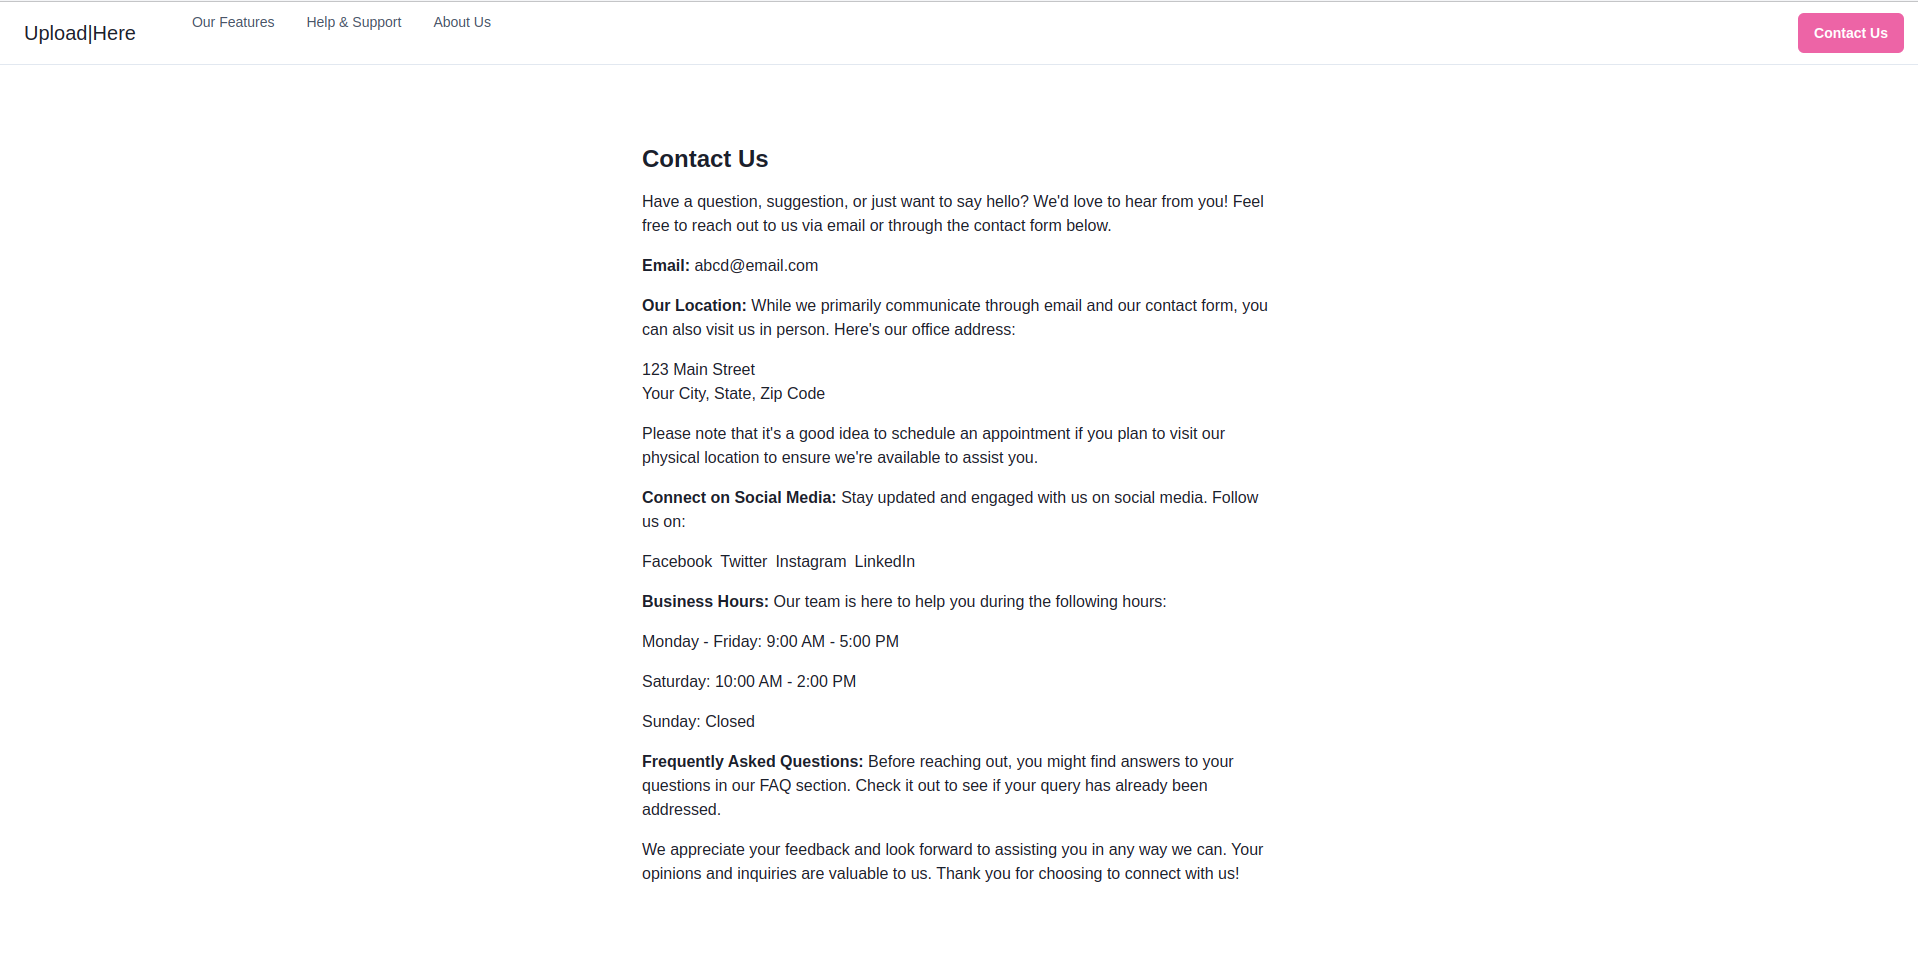 Upload|Here
Our Features
Help & Support
About Us
Contact Us
Contact Us
Have a question, suggestion, or just want to say hello? We'd love to hear from you! Feel
free to reach out to us via email or through the contact form below.
Email: abcd@email.com
Our Location: While we primarily communicate through email and our contact form, you
can also visit us in person. Here's our office address:
123 Main Street
Your City, State, Zip Code
Please note that it's a good idea to schedule an appointment if you plan to visit our
physical location to ensure we're available to assist you.
Connect on Social Media: Stay updated and engaged with us on social media. Follow
us on:
Facebook Twitter Instagram LinkedIn
Business Hours: Our team is here to help you during the following hours:
Monday - Friday: 9:00 AM - 5:00 PM
Saturday: 10:00 AM - 2:00 PM
Sunday: Closed
Frequently Asked Questions: Before reaching out, you might find answers to your
questions in our FAQ section. Check it out to see if your query has already been
addressed.
We appreciate your feedback and look forward to assisting you in any way we can. Your
opinions and inquiries are valuable to us. Thank you for choosing to connect with us!